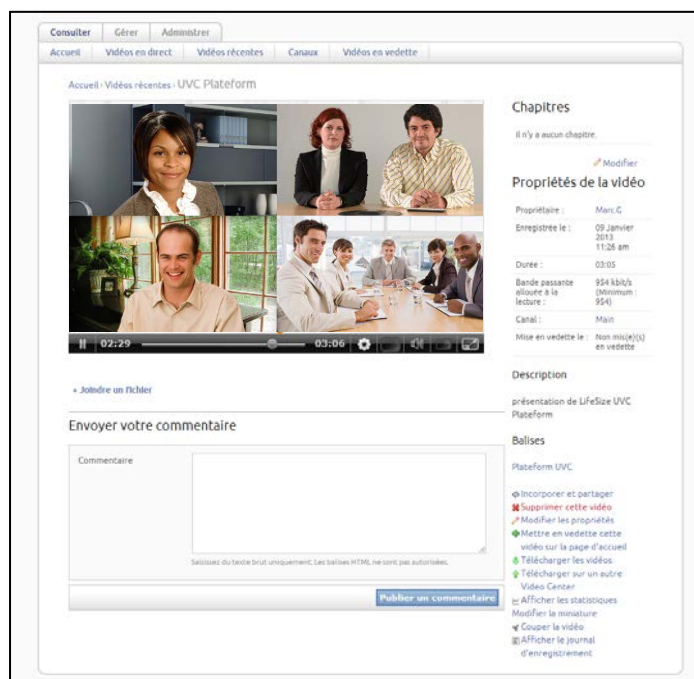 Consulter Gérer Administrer
Accueil Vidéos en direct Vidéos récentes Canaux Vidéos en vedette
Accueil › Vidéos récentes › UVC Plateform
02:29 03:06
+ Joindre un fichier
Envoyer votre commentaire
Commentaire
Saisissez du texte brut uniquement. Les balises HTML ne sont pas autorisées.
Publier un commentaire
Chapitres
Il n'y a aucun chapitre.
Modifier
Propriétés de la vidéo
Propriétaire : Marc.G
Enregistrée le : 09 Janvier
2013
11:26 am
Durée : 03:05
Bande passante 954 kbit/s
allouée à la (Minimum :
lecture : 954)
Canal : Main
Mise en vedette le : Non mis(e)(s)
en vedette
Description
présentation de LifeSize UVC
Plateform
Balises
Plateform UVC
Incorporer et partager
Supprimer cette vidéo
Modifier les propriétés
Mettre en vedette cette
vidéo sur la page d'accueil
Télécharger les vidéos
Télécharger sur un autre
Video Center
Afficher les statistiques
Modifier la miniature
Couper la vidéo
Afficher le journal
d'enregistrement